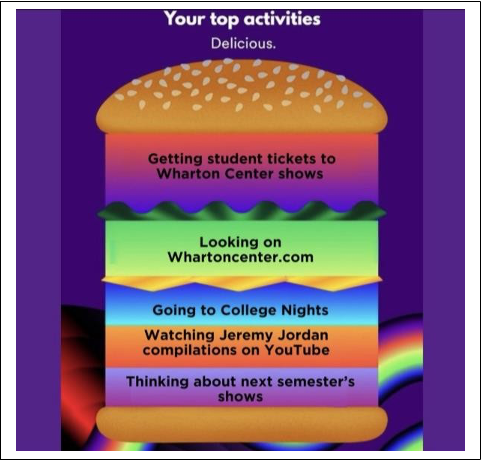 Your top activities
Delicious.
Getting student tickets to
Wharton Center shows
Looking on
Whartoncenter.com
Going to College Nights
Watching Jeremy Jordan
compilations on YouTube
Thinking about next semester's
shows